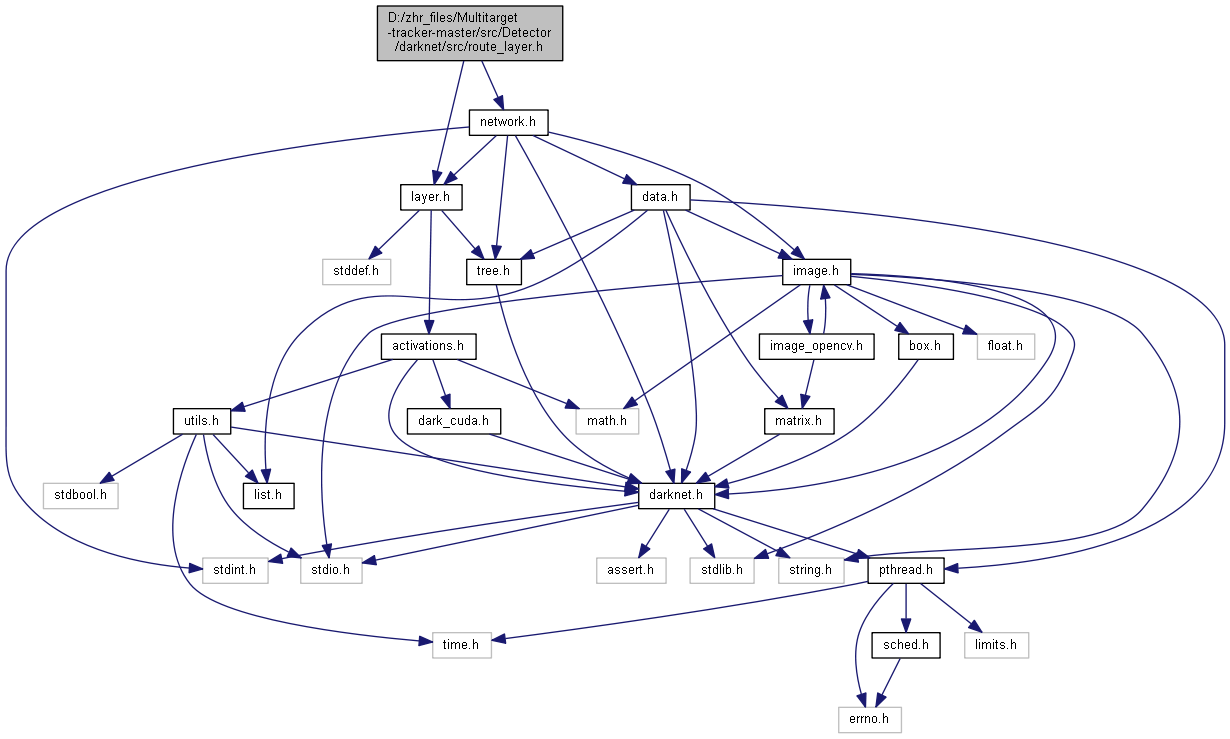 D:/zhr_files/Multitarget
-tracker-master/src/Detector
/darknet/src/route_layer.h
network.h
layer.h
data.h
stddef.h
tree.h
image.h
activations.h
image_opencv.h
box.h
float.h
utils.h
dark_cuda.h
math.h
matrix.h
stdbool.h
list.h
darknet.h
stdint.h
stdio.h
assert.h
stdlib.h
string.h
pthread.h
time.h
sched.h
limits.h
errno.h